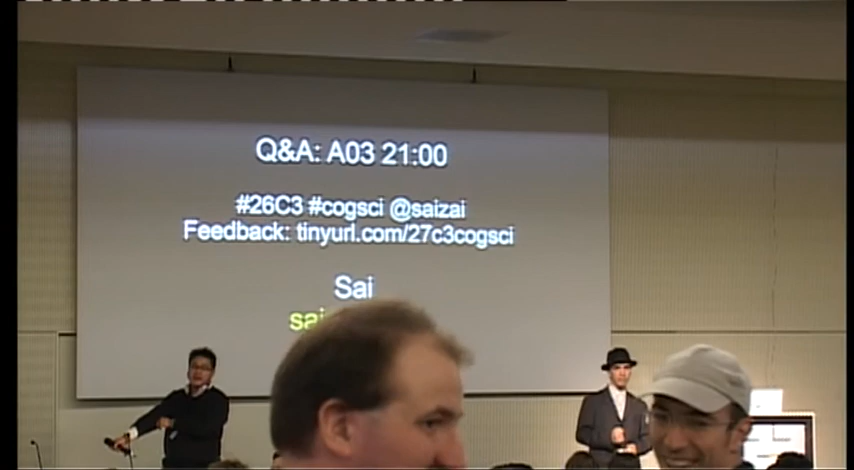 Q&A: A03 21:00
#26C3 #cogsci @saizai
Feedback: tinyurl.com/27c3cogsci
Sai